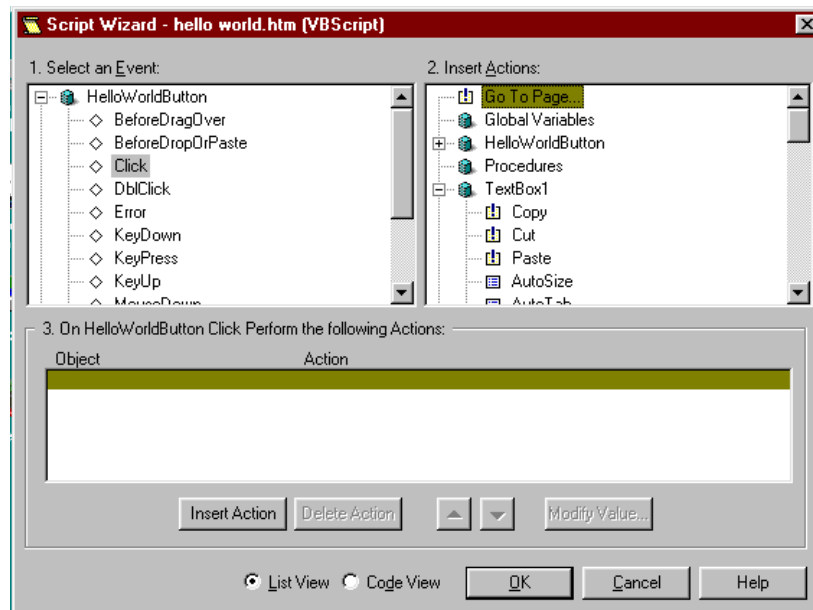 Script Wizard - hello world.htm (VBScript)
1. Select an Event:
HelloWorldButton
BeforeDragOver
BeforeDropOrPaste
Click
DblClick
Error
KeyDown
KeyPress
KeyUp
MouseDown
2. Insert Actions:
Go To Page...
Global Variables
HelloWorldButton
Procedures
TextBox1
Copy
Cut
Paste
AutoSize
AutoTab
3. On HelloWorldButton Click Perform the following Actions:
Object Action
Insert Action Delete Action Modify Value...
List View Code View OK Cancel Help